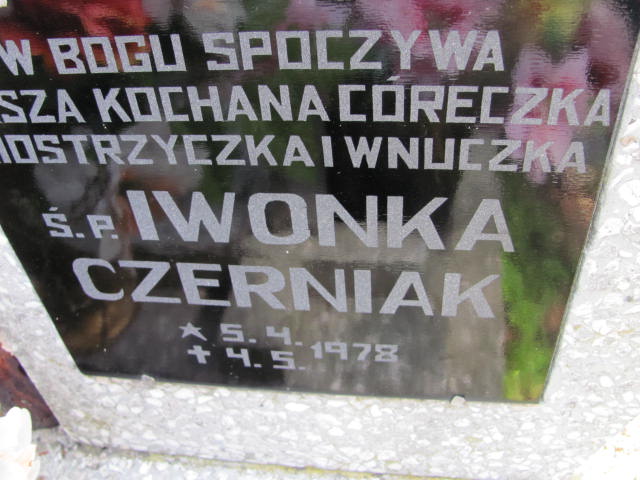 W BOGU SPOCZYWA
SZA KOCHANA CÓRECZKA
IOSTRZYCZKA I WNUCZKA
Ś.P. IWONKA
CZERNIAK
★ 5.4.1978
✝ 4.5.